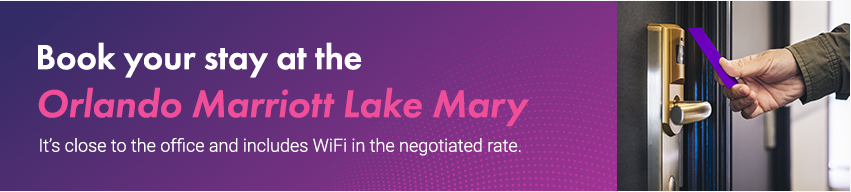 Book your stay at the
Orlando Marriott Lake Mary
It's close to the office and includes WiFi in the negotiated rate.